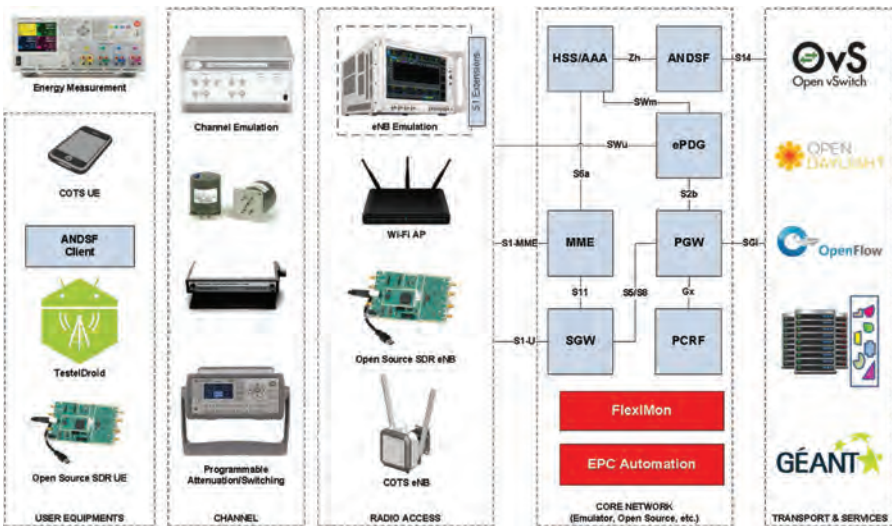 Energy Measurement
COTS UE
ANDSF
Client
TestelDroid
Open Source SDR UE
USER EQUIPMENTS
Channel Emulation
Programmable
Attenuation/Switching
CHANNEL
S1 Extensions
eNB Emulation
Wi-Fi AP
Open Source SDR eNB
COTS eNB
RADIO ACCESS
HSS/AAA
Zh
ANDSF
S14
SWm
SWu
ePDG
S6a
S2b
S1-MME
MME
PGW
SGi
S11
S5/S8
Gx
S1-U
SGW
PCRF
FlexiMon
EPC Automation
CORE NETWORK
(Emulator, Open Source, etc.)
OvS
Open vSwitch
OPEN
DAYLIGHT
OpenFlow
GÉANT
TRANSPORT & SERVICES